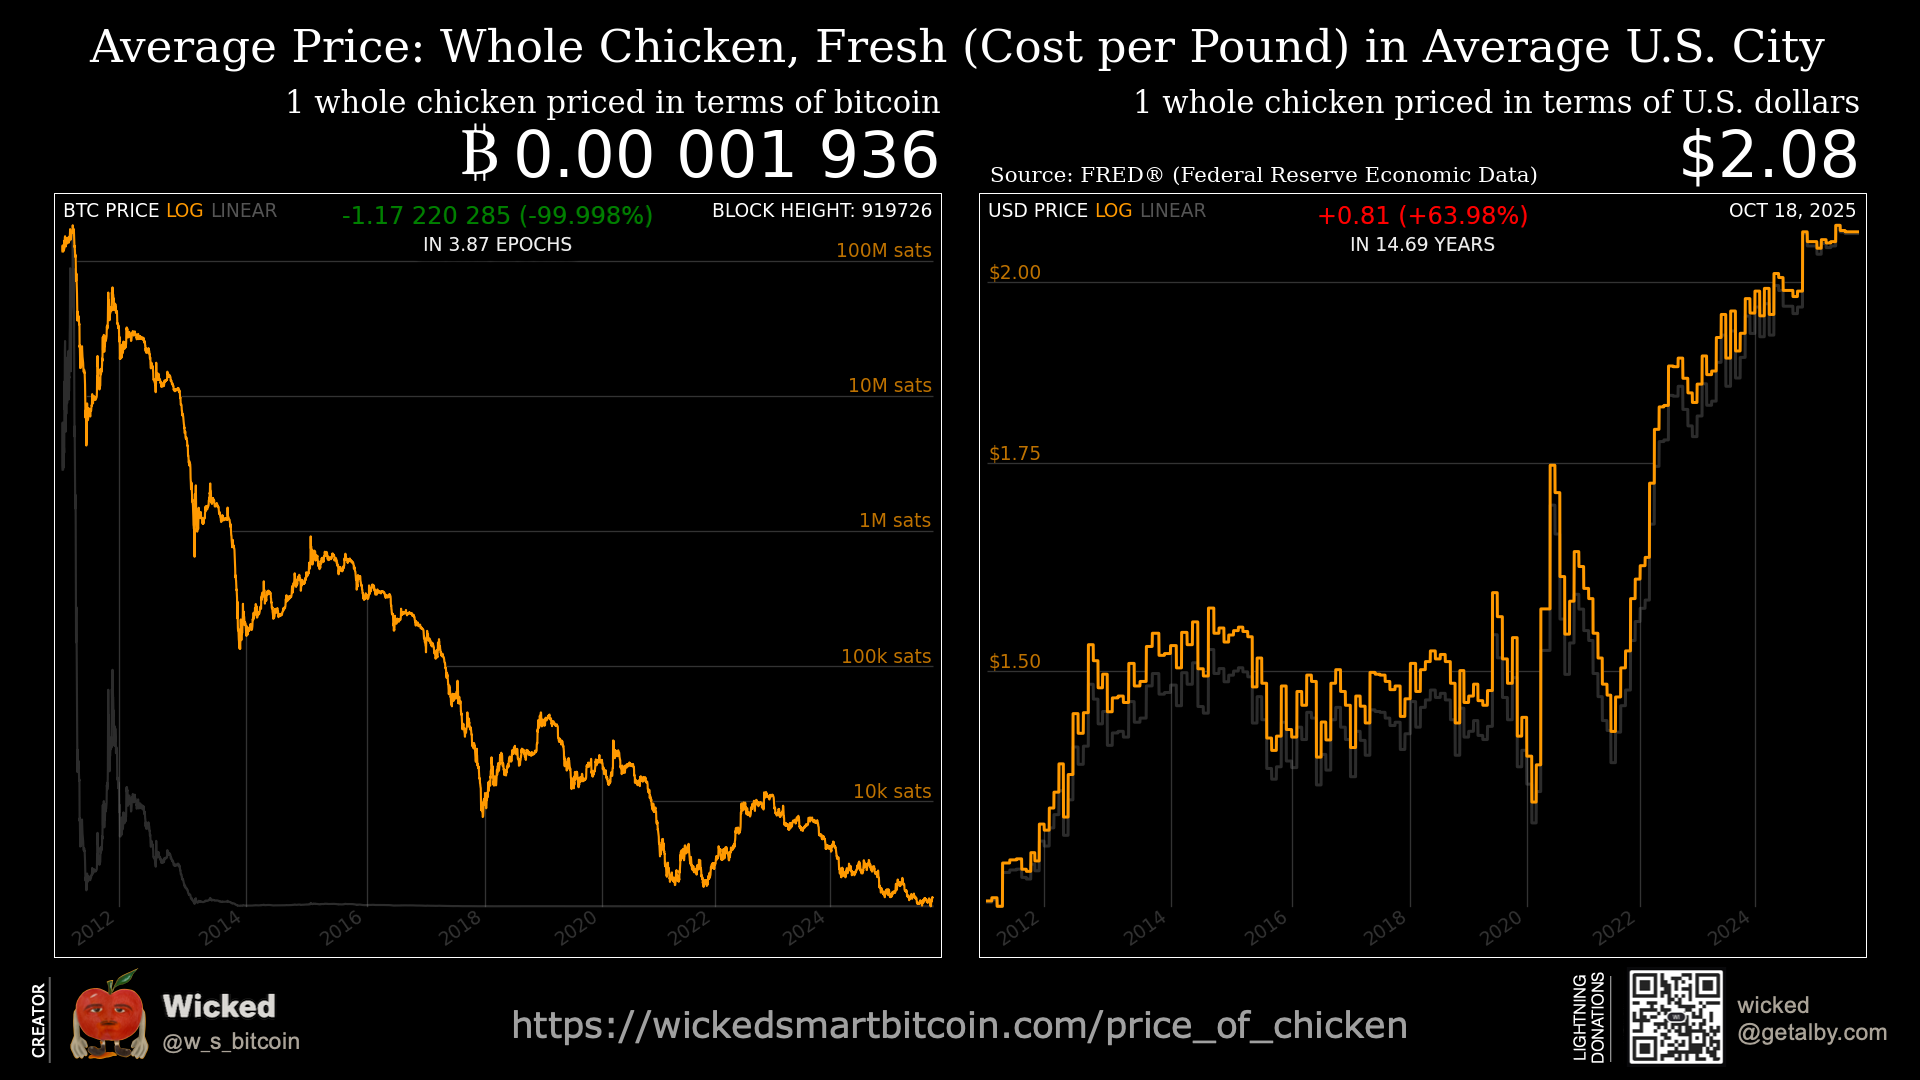 Average Price: Whole Chicken, Fresh (Cost per Pound) in Average U.S. City
1 whole chicken priced in terms of bitcoin
₿ 0.00 001 936
BTC PRICE LOG LINEAR
-1.17 220 285 (-99.998%)
IN 3.87 EPOCHS
BLOCK HEIGHT: 919726
100M sats
10M sats
1M sats
100k sats
10k sats
2012 2014 2016 2018 2020 2022 2024
1 whole chicken priced in terms of U.S. dollars
$2.08
Source: FRED® (Federal Reserve Economic Data)
USD PRICE LOG LINEAR
+0.81 (+63.98%)
IN 14.69 YEARS
OCT 18, 2025
$2.00
$1.75
$1.50
2012 2014 2016 2018 2020 2022 2024
CREATOR
Wicked
@w_s_bitcoin
https://wickedsmartbitcoin.com/price_of_chicken
LIGHTNING
DONATIONS
wicked
@getalby.com